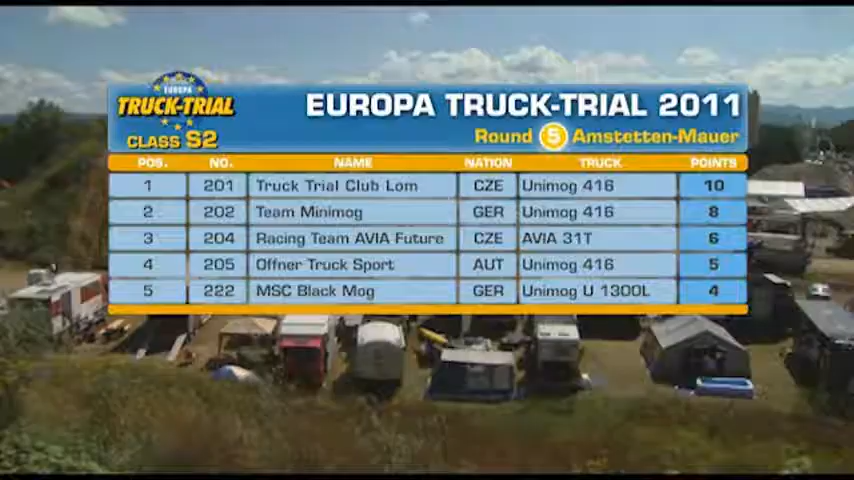 EUROPA
TRUCK-TRIAL
CLASS S2
EUROPA TRUCK-TRIAL 2011
Round 5 Amstetten-Mauer
POS. NO. NAME NATION TRUCK POINTS
1 201 Truck Trial Club Lom CZE Unimog 416 10
2 202 Team Minimog GER Unimog 416 8
3 204 Racing Team AVIA Future CZE AVIA 31T 6
4 205 Offner Truck Sport AUT Unimog 416 5
5 222 MSC Black Mog GER Unimog U 1300L 4